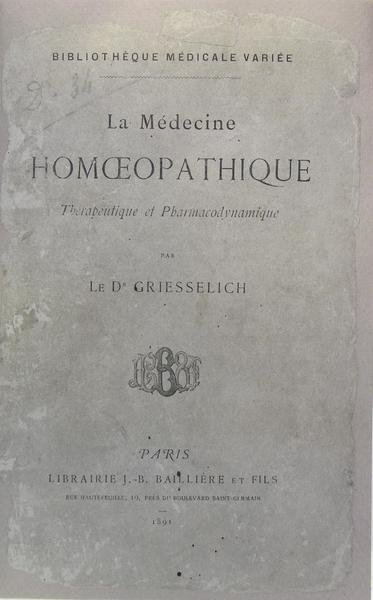 BIBLIOTHÈQUE MÉDICALE VARIÉE
La Médecine
HOMŒOPATHIQUE
Thérapeutique et Pharmacodynamique
PAR
LE Dʳ GRIESSELICH
PARIS
LIBRAIRIE J.-B. BAILLIÈRE ET FILS
RUE HAUTEFEUILLE, 19, PRÈS DU BOULEVARD SAINT-GERMAIN
1891